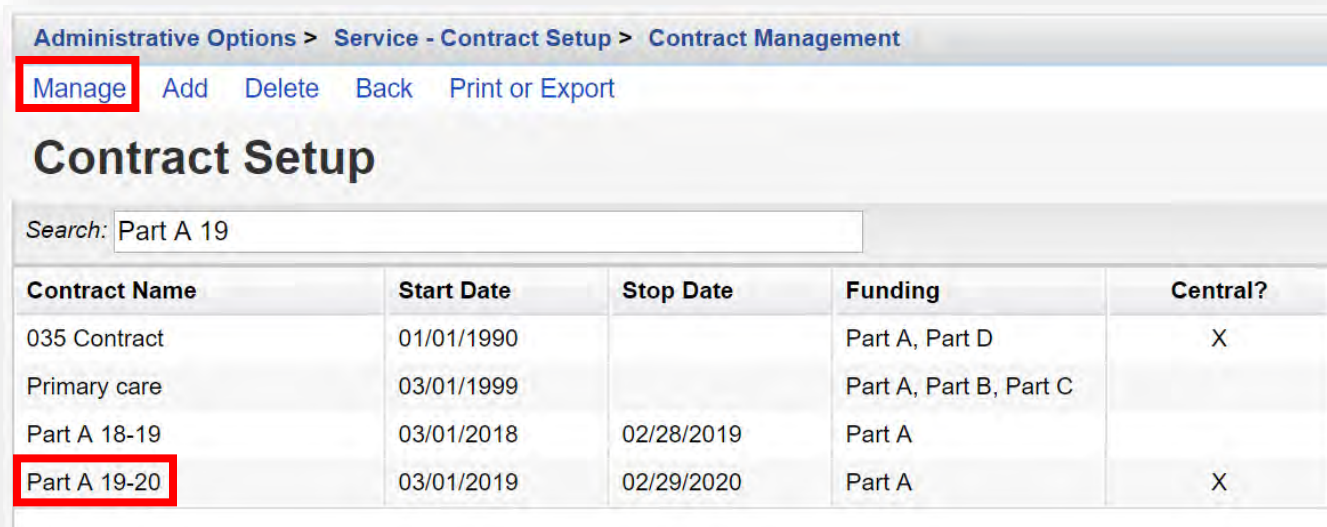 Administrative Options > Service - Contract Setup > Contract Management
Manage Add Delete Back Print or Export
Contract Setup
Search: Part A 19
Contract Name Start Date Stop Date Funding Central?
035 Contract 01/01/1990 Part A, Part D X
Primary care 03/01/1999 Part A, Part B, Part C
Part A 18-19 03/01/2018 02/28/2019 Part A
Part A 19-20 03/01/2019 02/29/2020 Part A X